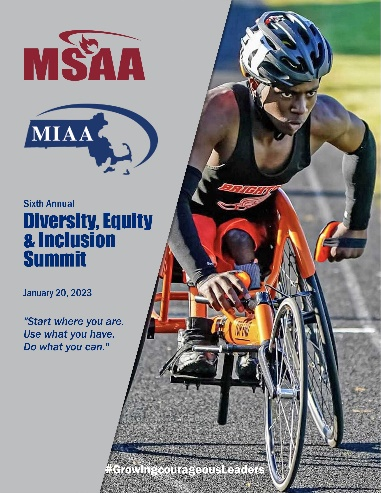 MSAA
MIAA
Sixth Annual
Diversity, Equity
& Inclusion
Summit
January 20, 2023
"Start where you are.
Use what you have.
Do what you can."
#GrowingcourageousLeaders